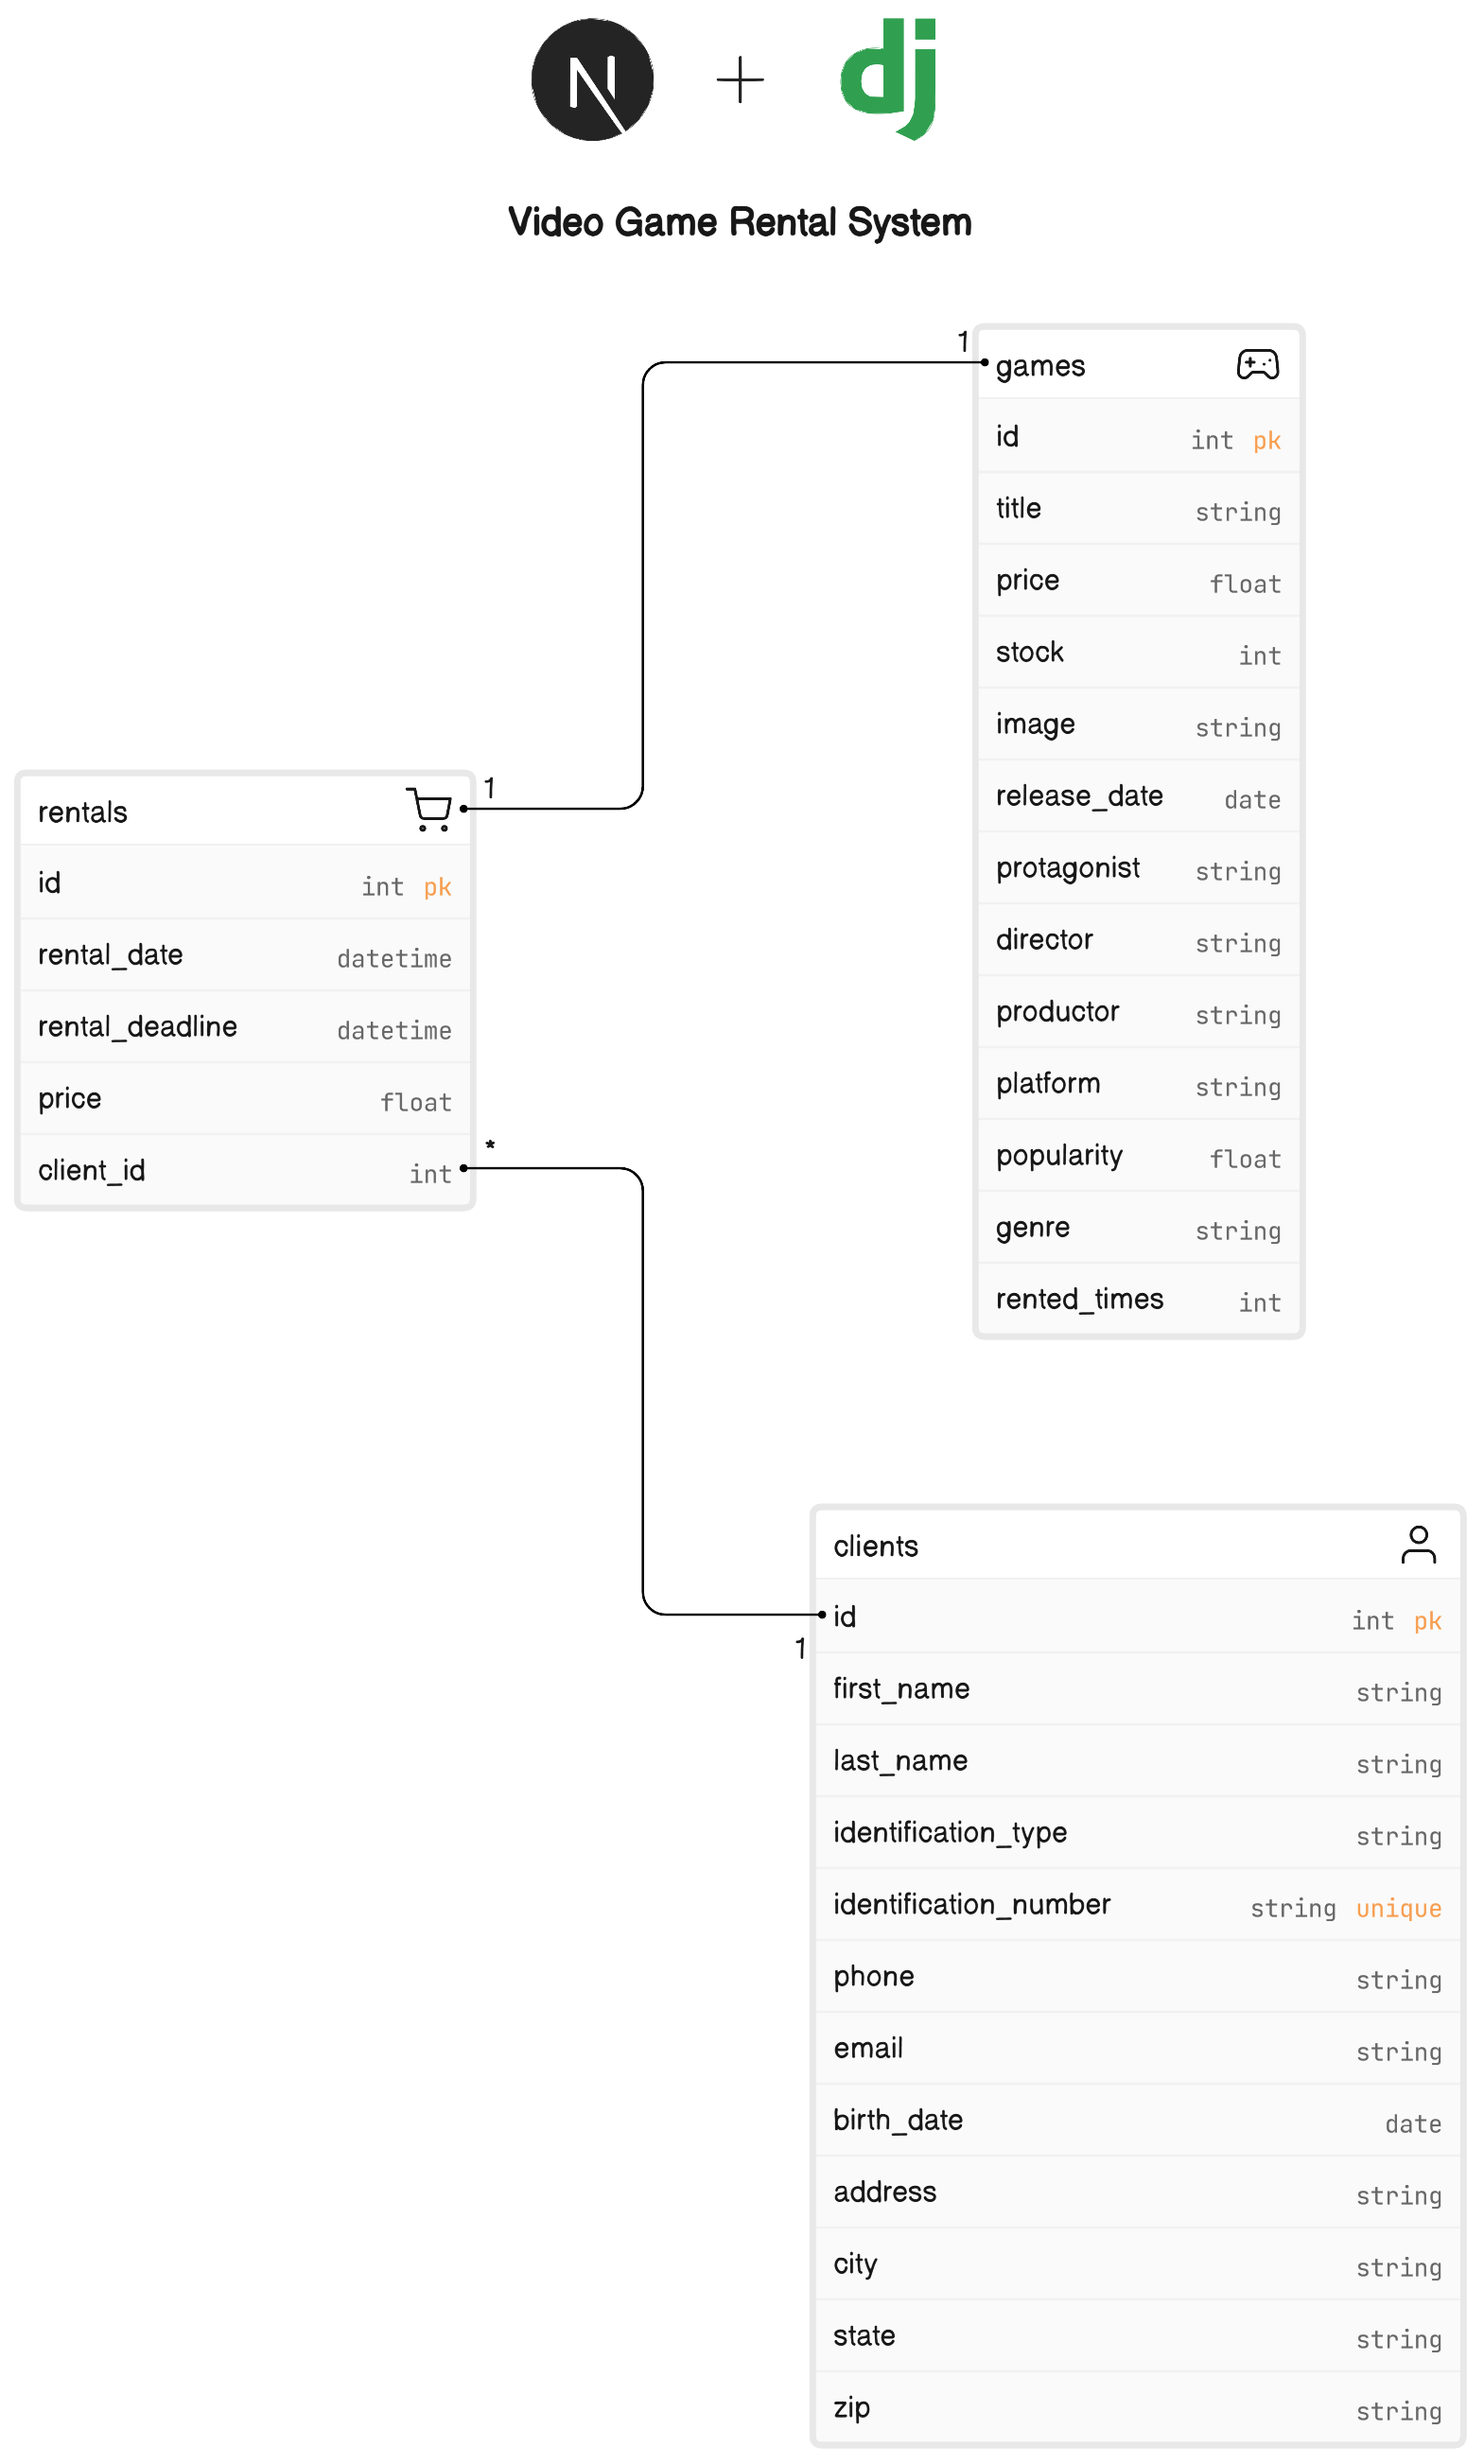 N + dj
Video Game Rental System
1
games
id int pk
title string
price float
stock int
image string
release_date date
protagonist string
director string
productor string
platform string
popularity float
genre string
rented_times int
1
rentals
id int pk
rental_date datetime
rental_deadline datetime
price float
*
client_id int
clients
1
id int pk
first_name string
last_name string
identification_type string
identification_number string unique
phone string
email string
birth_date date
address string
city string
state string
zip string